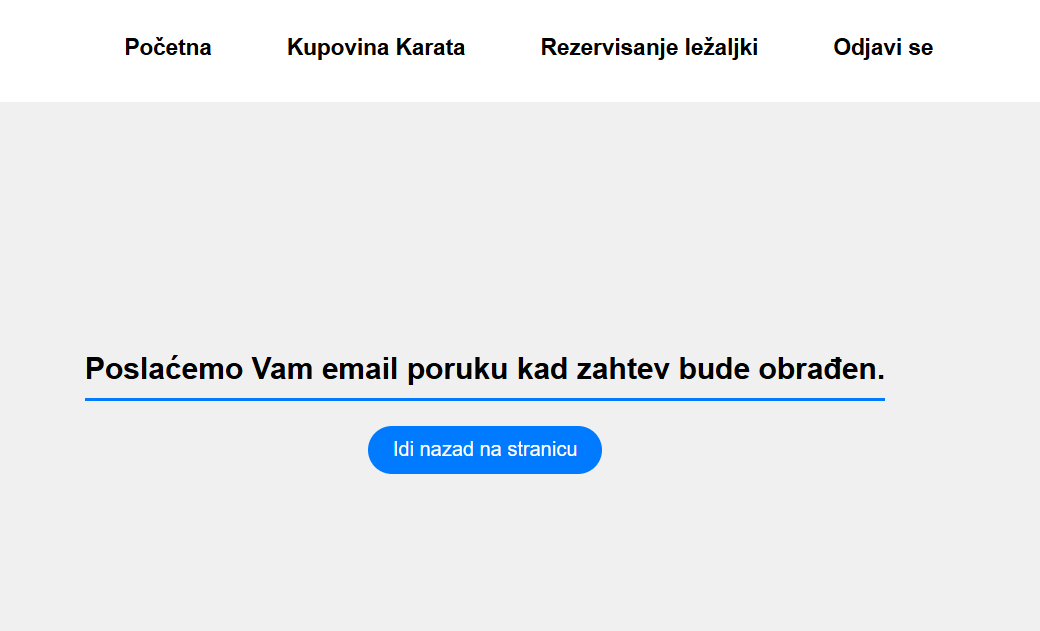 Početna Kupovina Karata Rezervisanje ležaljki Odjavi se
Poslaćemo Vam email poruku kad zahtev bude obrađen.
Idi nazad na stranicu